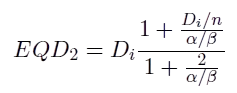 $EQD_2 = D_i \frac{1 + \frac{D_i/n}{\alpha/\beta}}{1 + \frac{2}{\alpha/\beta}}$